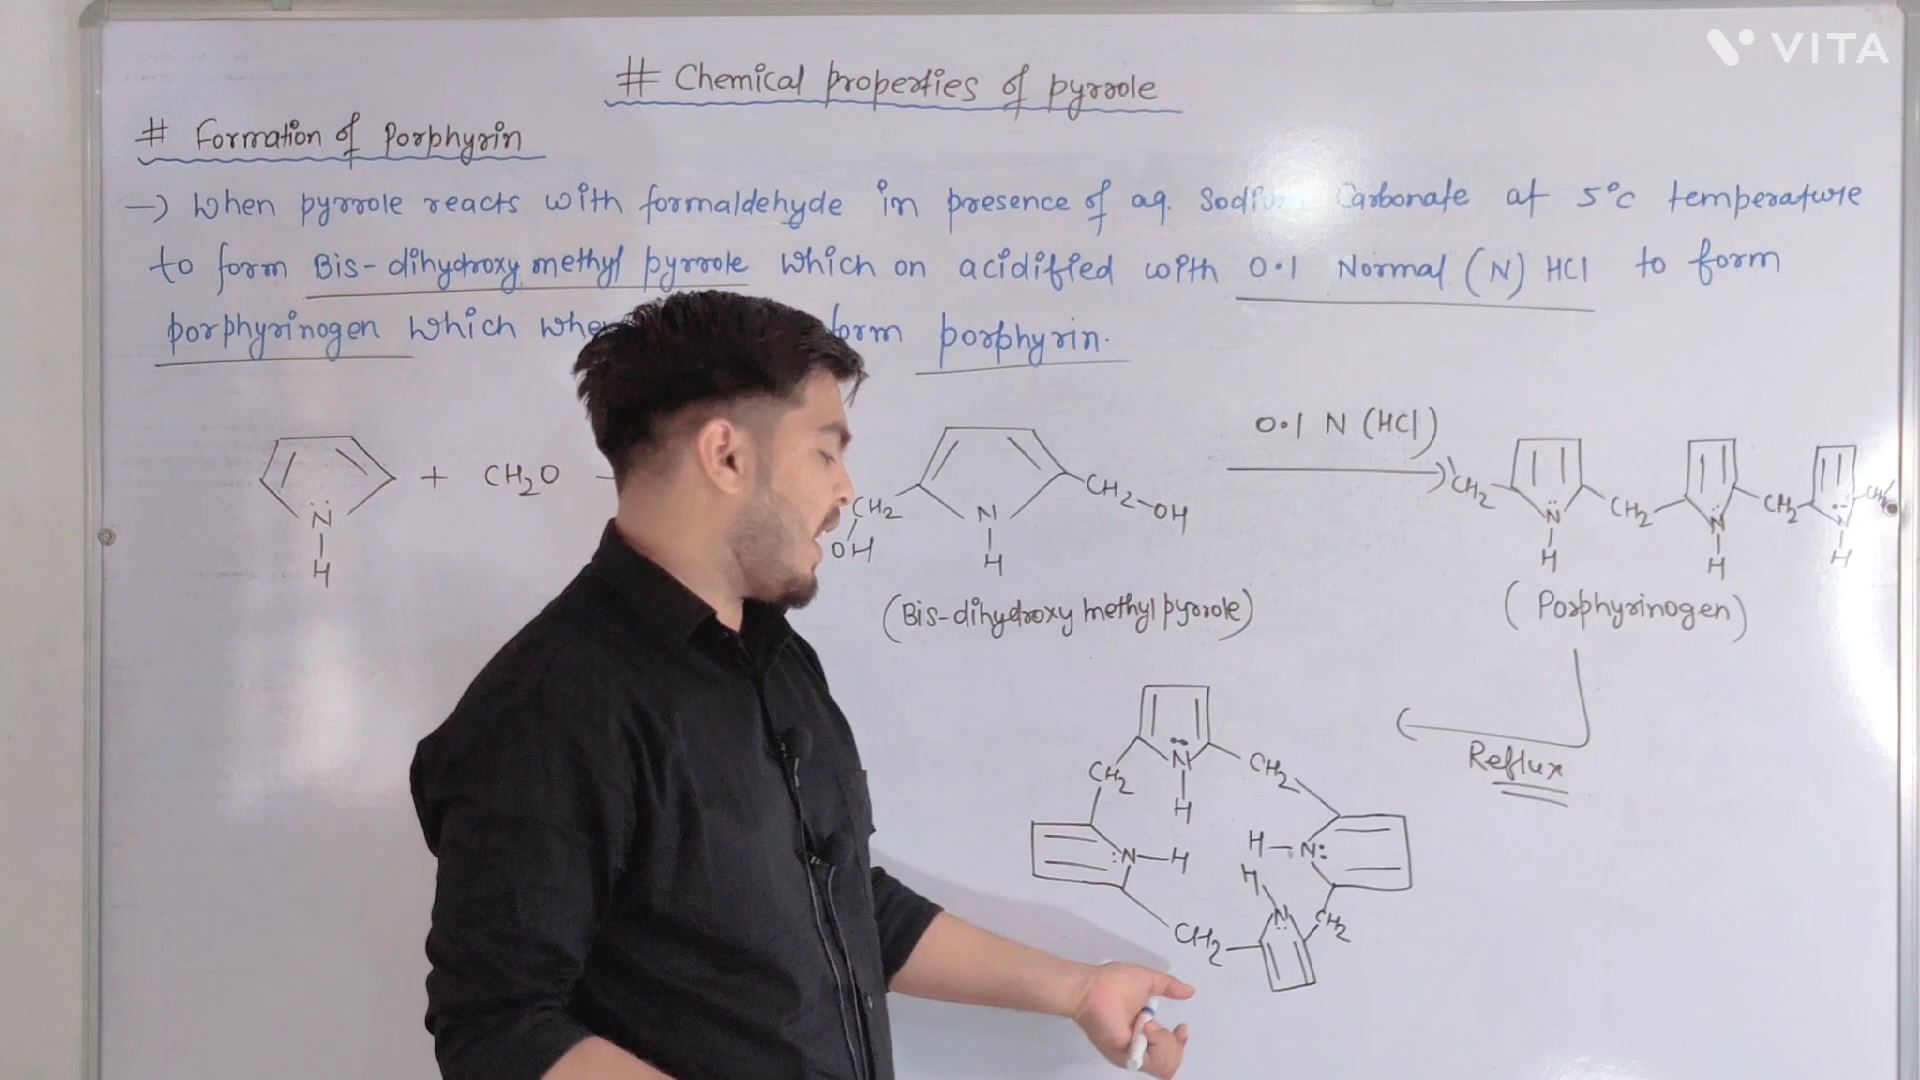 VITA
# Chemical properties of pyrrole
# Formation of Porphyrin
→ When pyrrole reacts with formaldehyde in presence of aq. Sodium Carbonate at 5°C temperature
to form Bis-dihydroxy methyl pyrrole which on acidified with 0.1 Normal (N) HCl to form
porphyrinogen which form porphyrin.
N
H
+ CH2O
CH2
OH
N
H
CH2-OH
0.1 N (HCl)
CH2
N
H
CH2
N
H
CH2
N
H
(Bis-dihydroxy methyl pyrrole)
(Porphyrinogen)
Reflux
N
H
CH2
CH2
N-H
H-N:
H
N
CH2
CH2